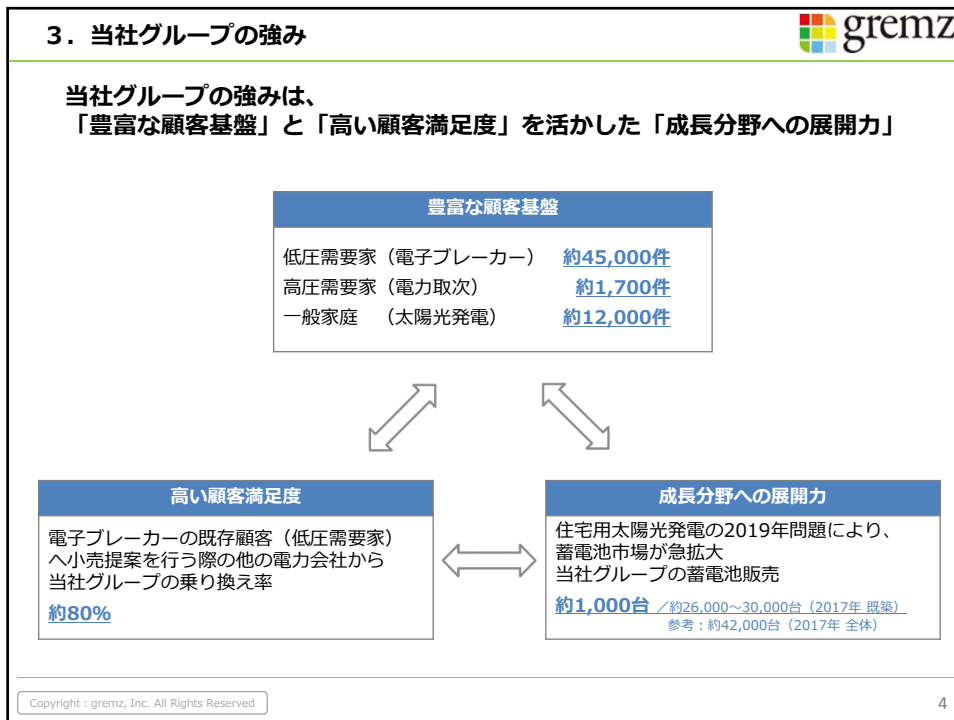 3．当社グループの強み
gremz
当社グループの強みは、
「豊富な顧客基盤」と「高い顧客満足度」を活かした「成長分野への展開力」
豊富な顧客基盤
低圧需要家（電子ブレーカー） 約45,000件
高圧需要家（電力取次） 約1,700件
一般家庭 （太陽光発電） 約12,000件
高い顧客満足度
電子ブレーカーの既存顧客（低圧需要家）
へ小売提案を行う際の他の電力会社から
当社グループの乗り換え率
約80%
成長分野への展開力
住宅用太陽光発電の2019年問題により、
蓄電池市場が急拡大
当社グループの蓄電池販売
約1,000台 ／約26,000～30,000台（2017年 既築）
参考：約42,000台（2017年 全体）
Copyright : gremz, Inc. All Rights Reserved
4